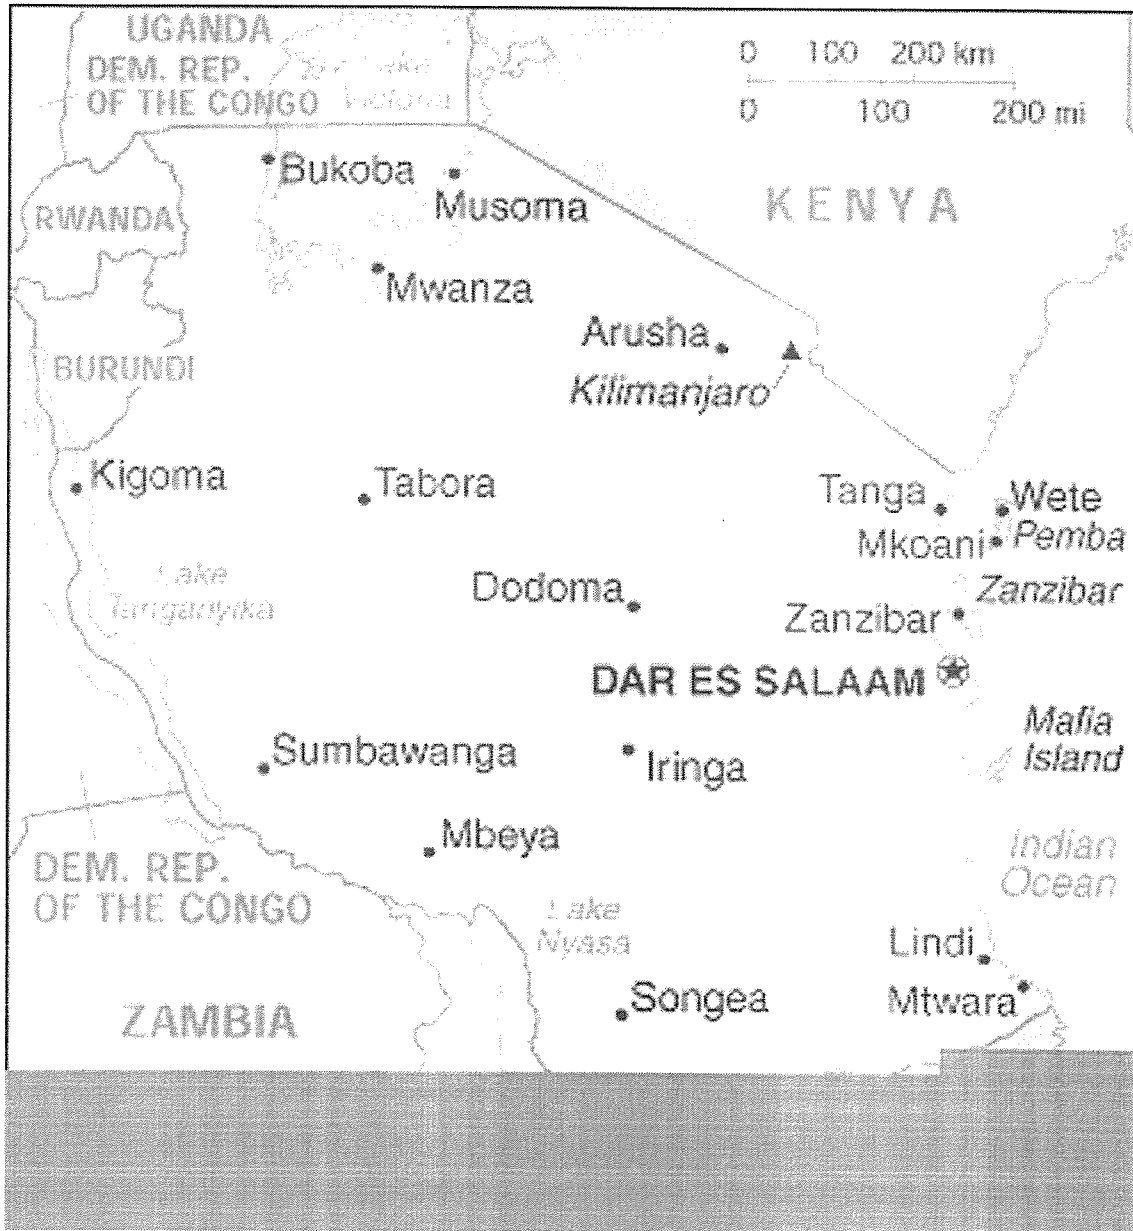 UGANDA
DEM. REP.
OF THE CONGO
Lake
Victoria
0 100 200 km
0 100 200 mi
Bukoba
Musoma
KENYA
RWANDA
Mwanza
Arusha
Kilimanjaro
BURUNDI
Kigoma
Tabora
Tanga
Wete
Mkoani
Pemba
Lake
Tanganyika
Dodoma
Zanzibar
Zanzibar
DAR ES SALAAM
Mafia
Island
Sumbawanga
Iringa
Mbeya
Indian
Ocean
DEM. REP.
OF THE CONGO
Lake
Nyasa
Lindi
Songea
Mtwara
ZAMBIA